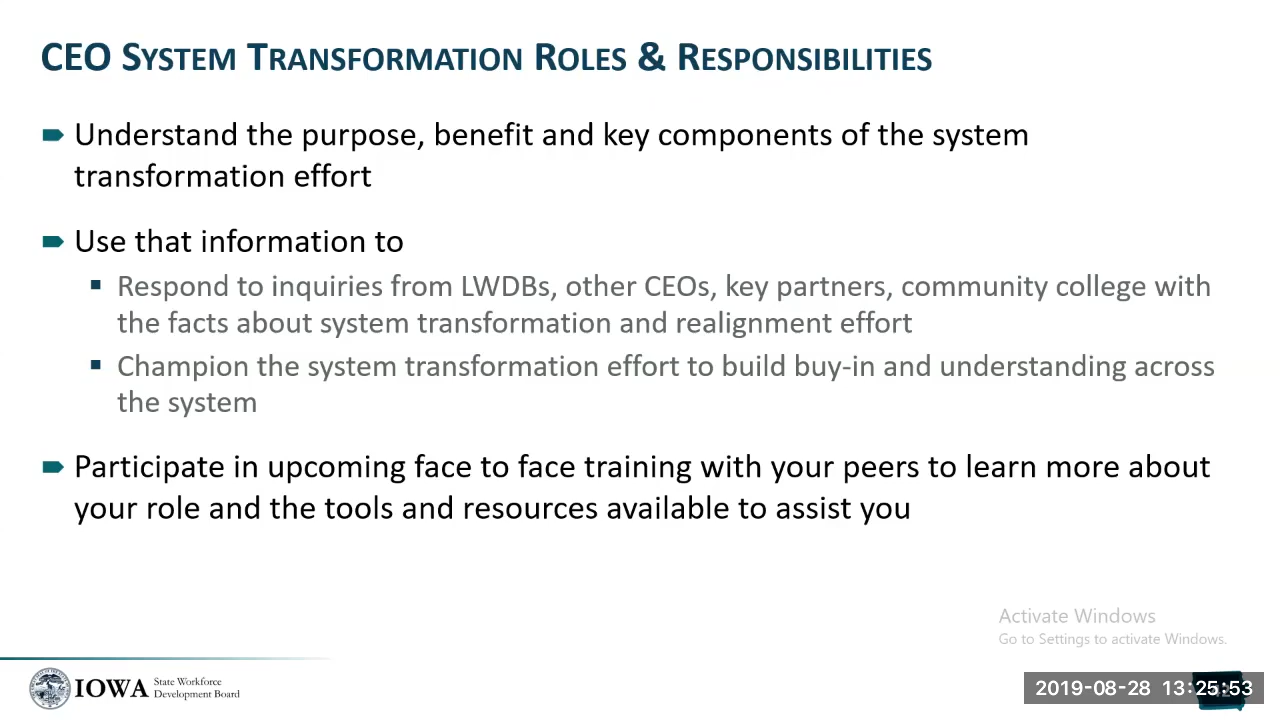 CEO SYSTEM TRANSFORMATION ROLES & RESPONSIBILITIES
Understand the purpose, benefit and key components of the system
transformation effort
Use that information to
Respond to inquiries from LWDBs, other CEOs, key partners, community college with
the facts about system transformation and realignment effort
Champion the system transformation effort to build buy-in and understanding across
the system
Participate in upcoming face to face training with your peers to learn more about
your role and the tools and resources available to assist you
Activate Windows
Go to Settings to activate Windows.
IOWA State Workforce
Development Board
2019-08-28 13:25:53